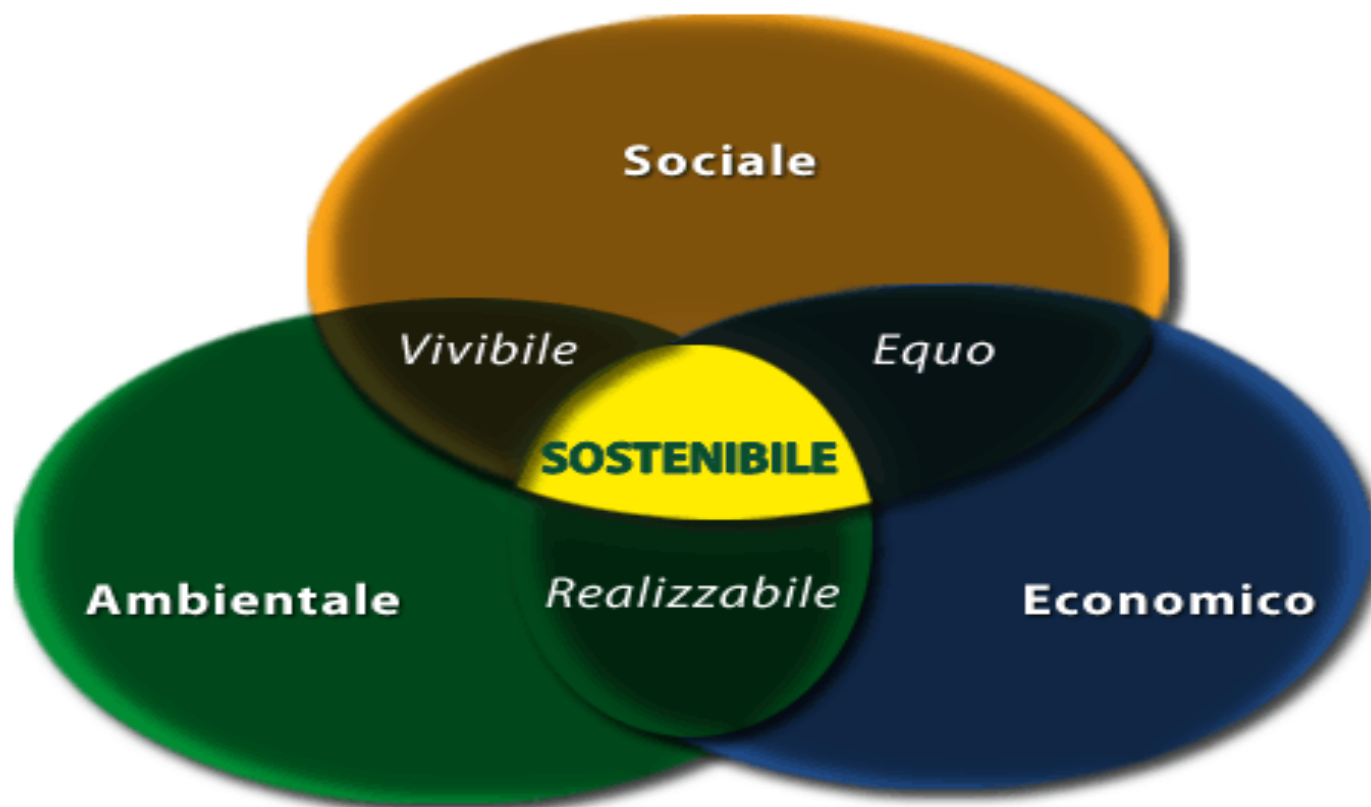 Sociale
Vivibile
Equo
SOSTENIBILE
Realizzabile
Ambientale
Economico